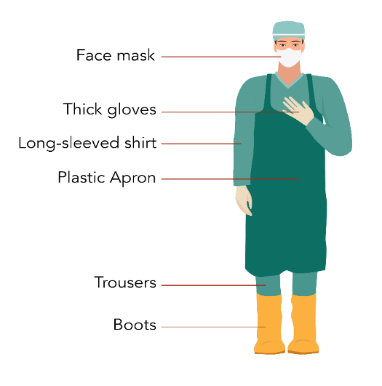 Face mask
Thick gloves
Long-sleeved shirt
Plastic Apron
Trousers
Boots